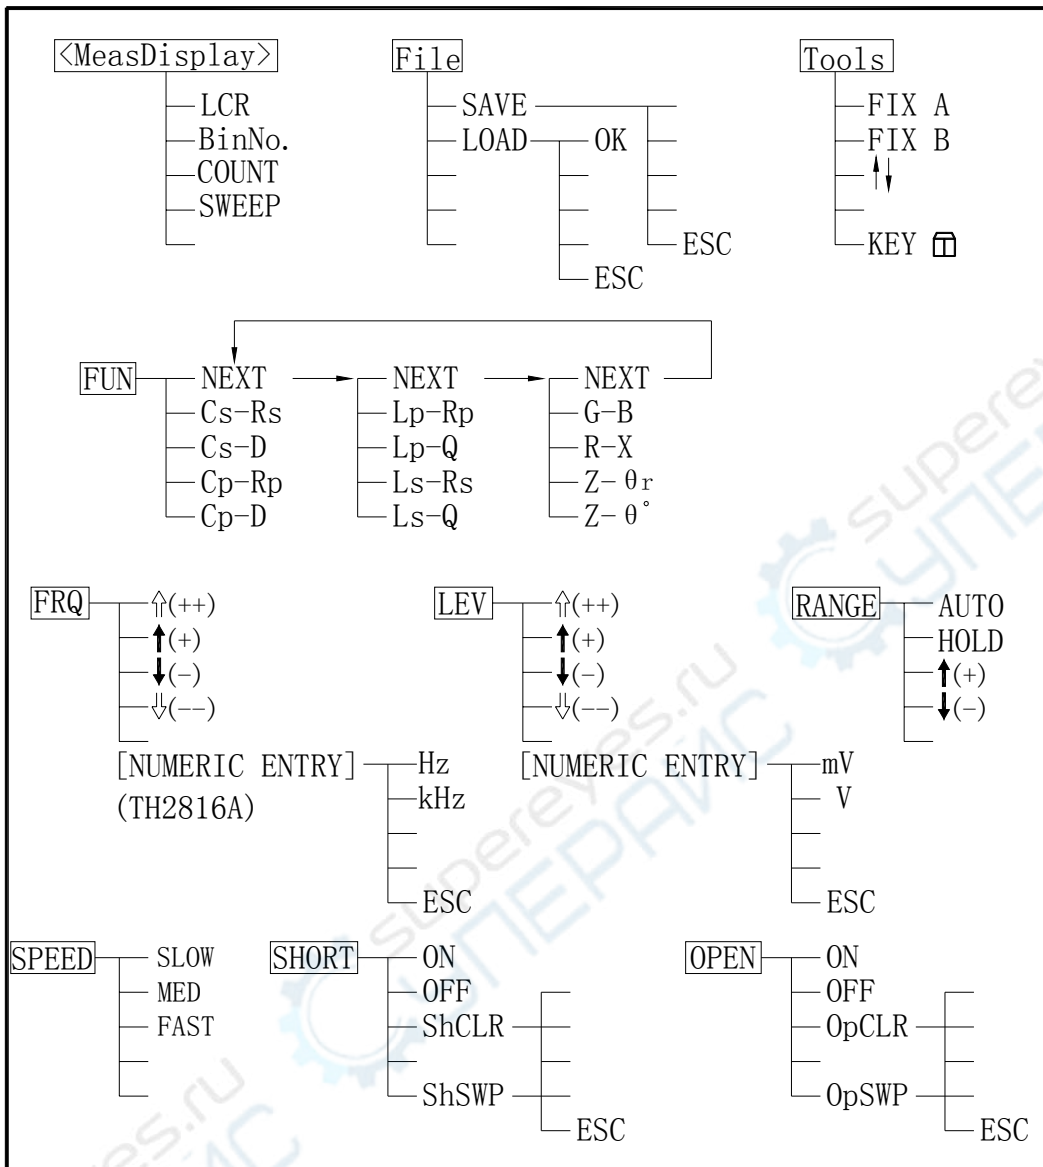 <MeasDisplay>
LCR
BinNo.
COUNT
SWEEP
File
SAVE
LOAD
OK
ESC
ESC
Tools
FIX A
FIX B
↑↓
KEY
FUN
NEXT
Cs-Rs
Cs-D
Cp-Rp
Cp-D
NEXT
Lp-Rp
Lp-Q
Ls-Rs
Ls-Q
NEXT
G-B
R-X
Z-θr
Z-θ°
FRQ
⇑(++)
↑(+)
↓(-)
⇓(--)
[NUMERIC ENTRY]
(TH2816A)
Hz
kHz
ESC
LEV
⇑(++)
↑(+)
↓(-)
⇓(--)
[NUMERIC ENTRY]
mV
V
ESC
RANGE
AUTO
HOLD
↑(+)
↓(-)
SPEED
SLOW
MED
FAST
SHORT
ON
OFF
ShCLR
ShSWP
ESC
OPEN
ON
OFF
OpCLR
OpSWP
ESC
supereyes.ru
СУПЕРАЙС